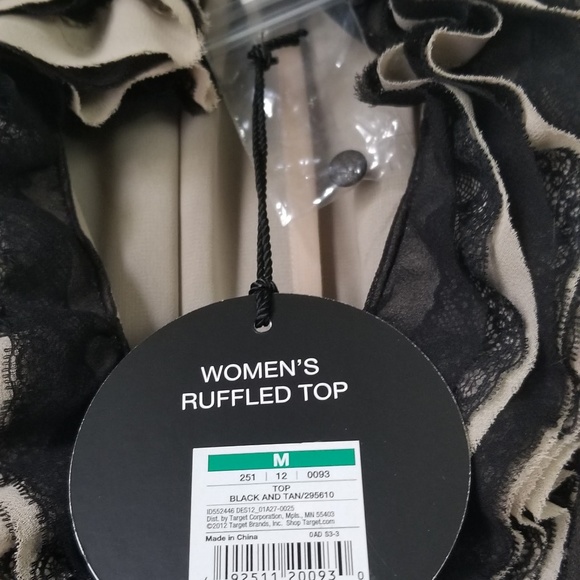 WOMEN'S
RUFFLED TOP
M
251 12 0093
TOP
BLACK AND TAN/295610
ID552446 DES12_01A27-0025
Dist. by Target Corporation, Mpls., MN 55403
©2012 Target Brands, Inc. Shop Target.com
Made in China 0AD S3-3
92511 20093 0